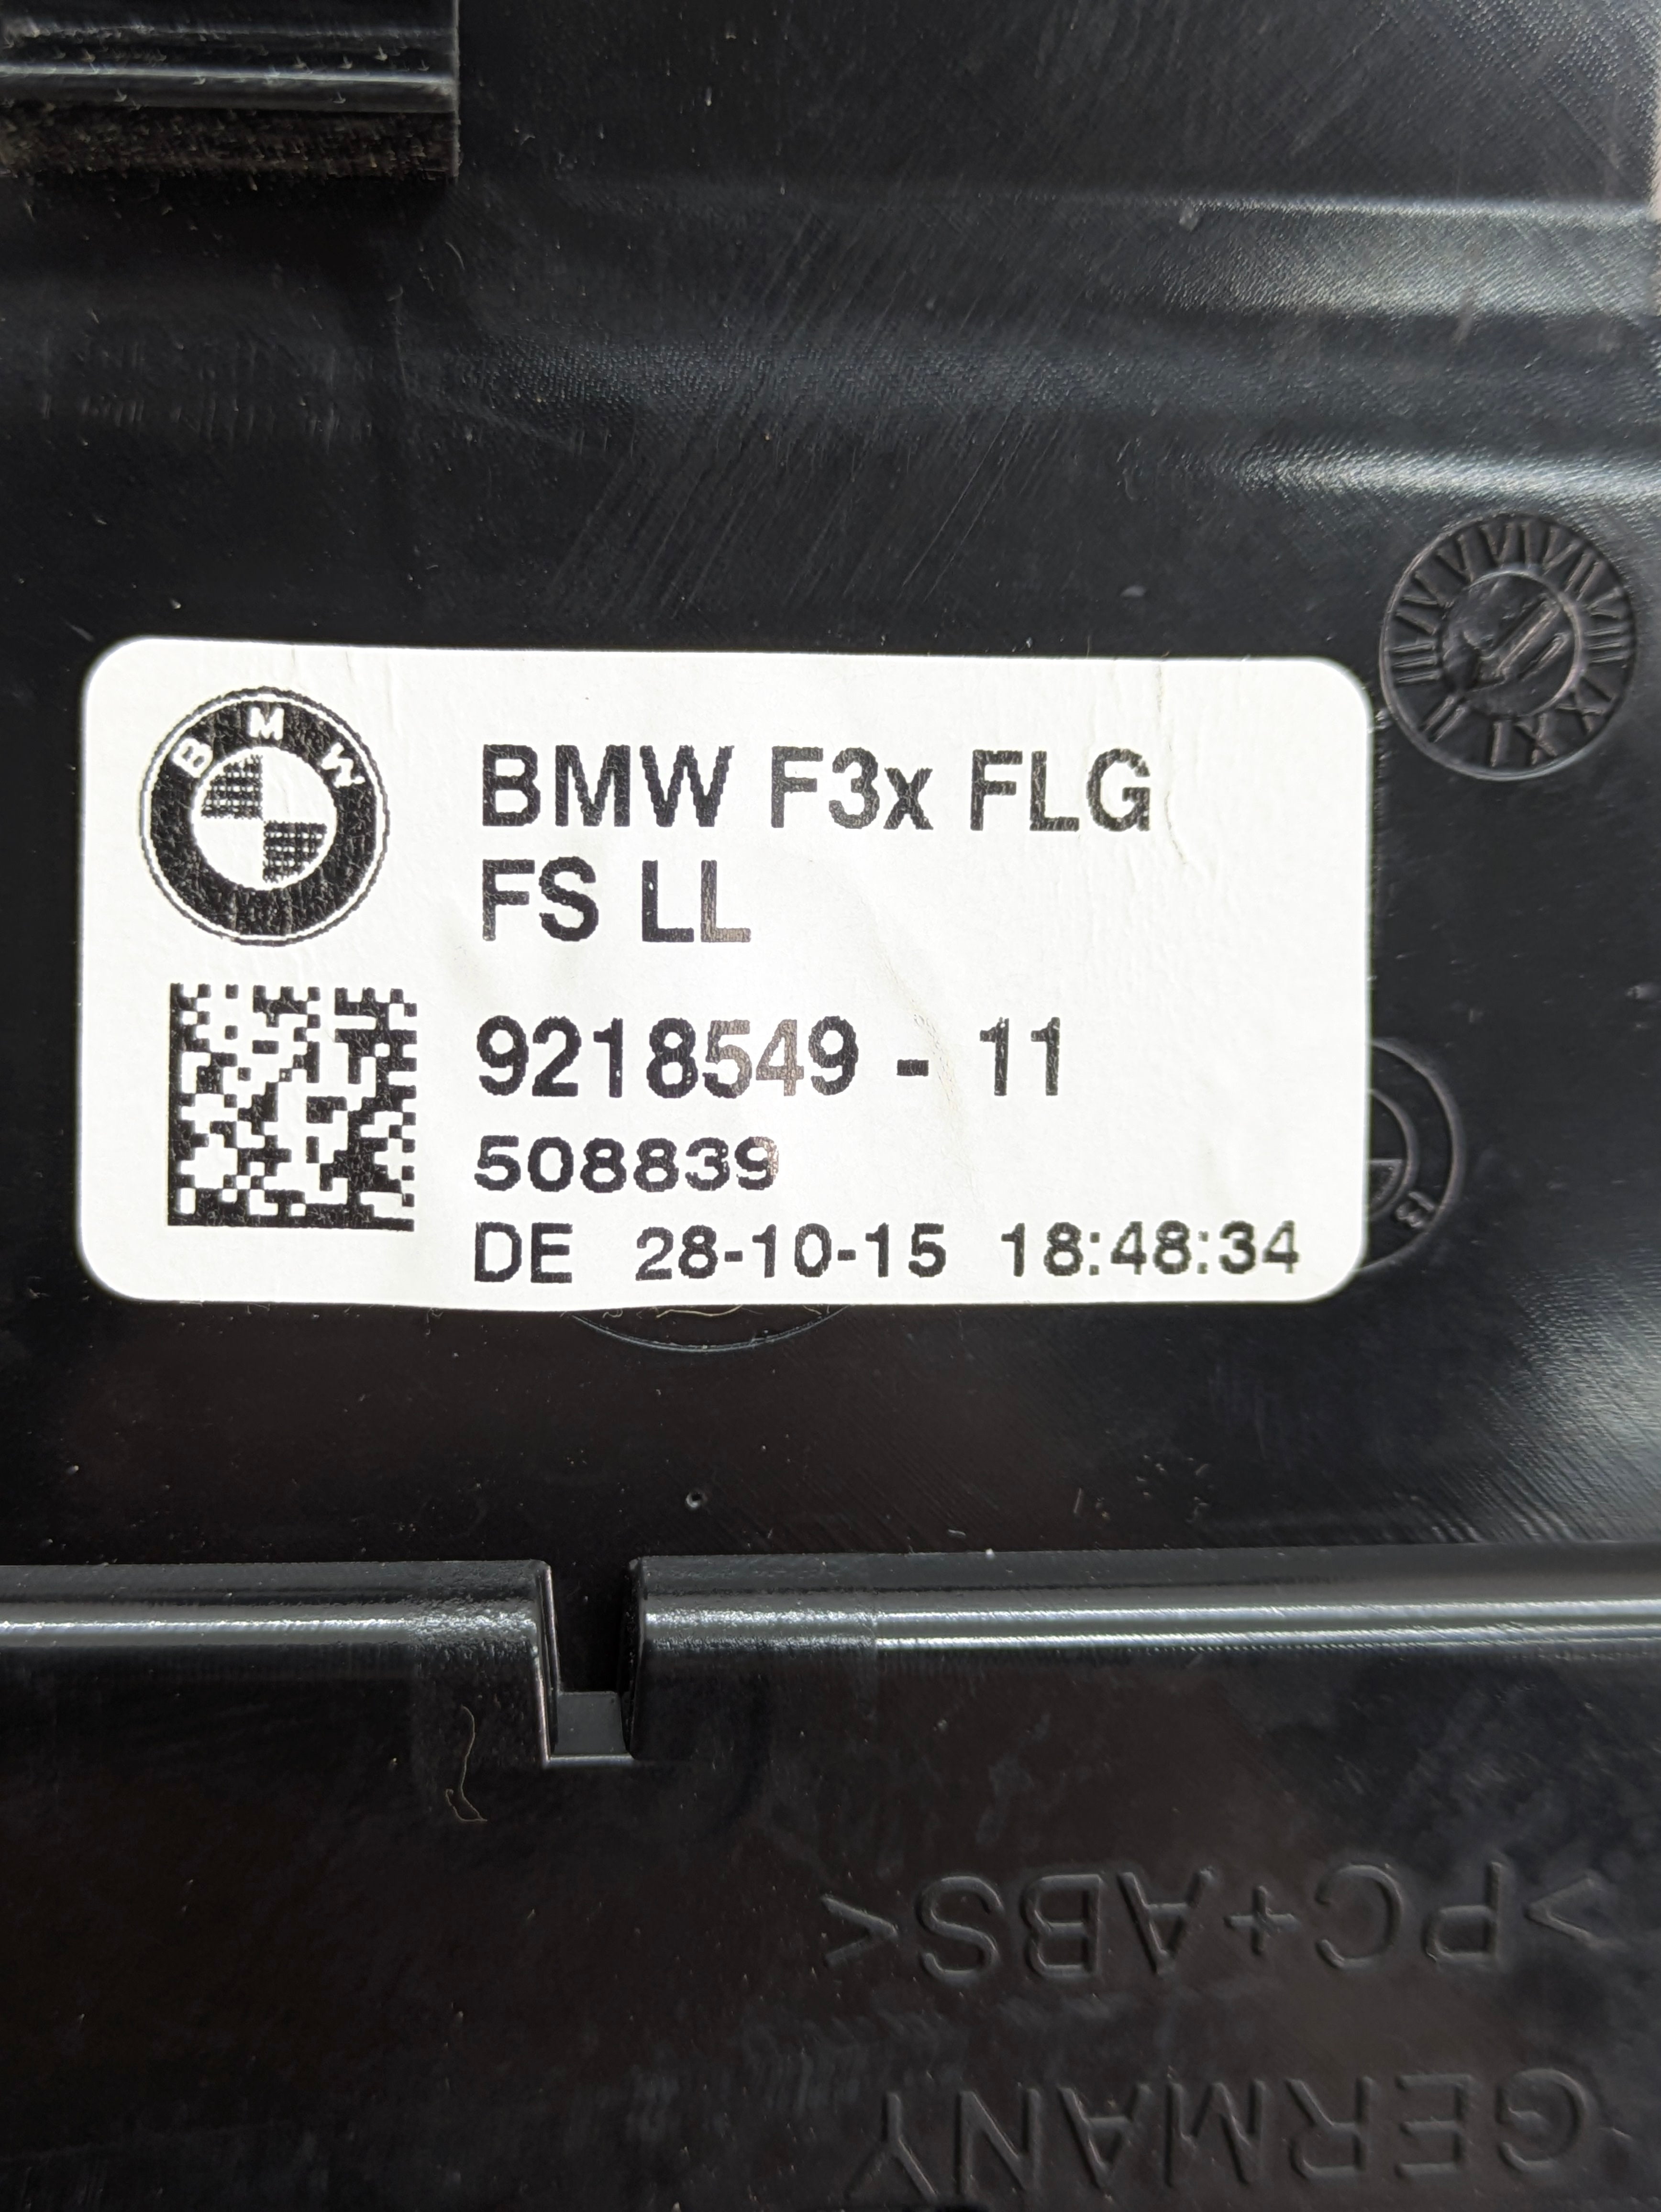 BMW
BMW F3x FLG
FS LL
9218549 - 11
508839
DE 28-10-15 18:48:34
>PC+ABS<
GERMANY